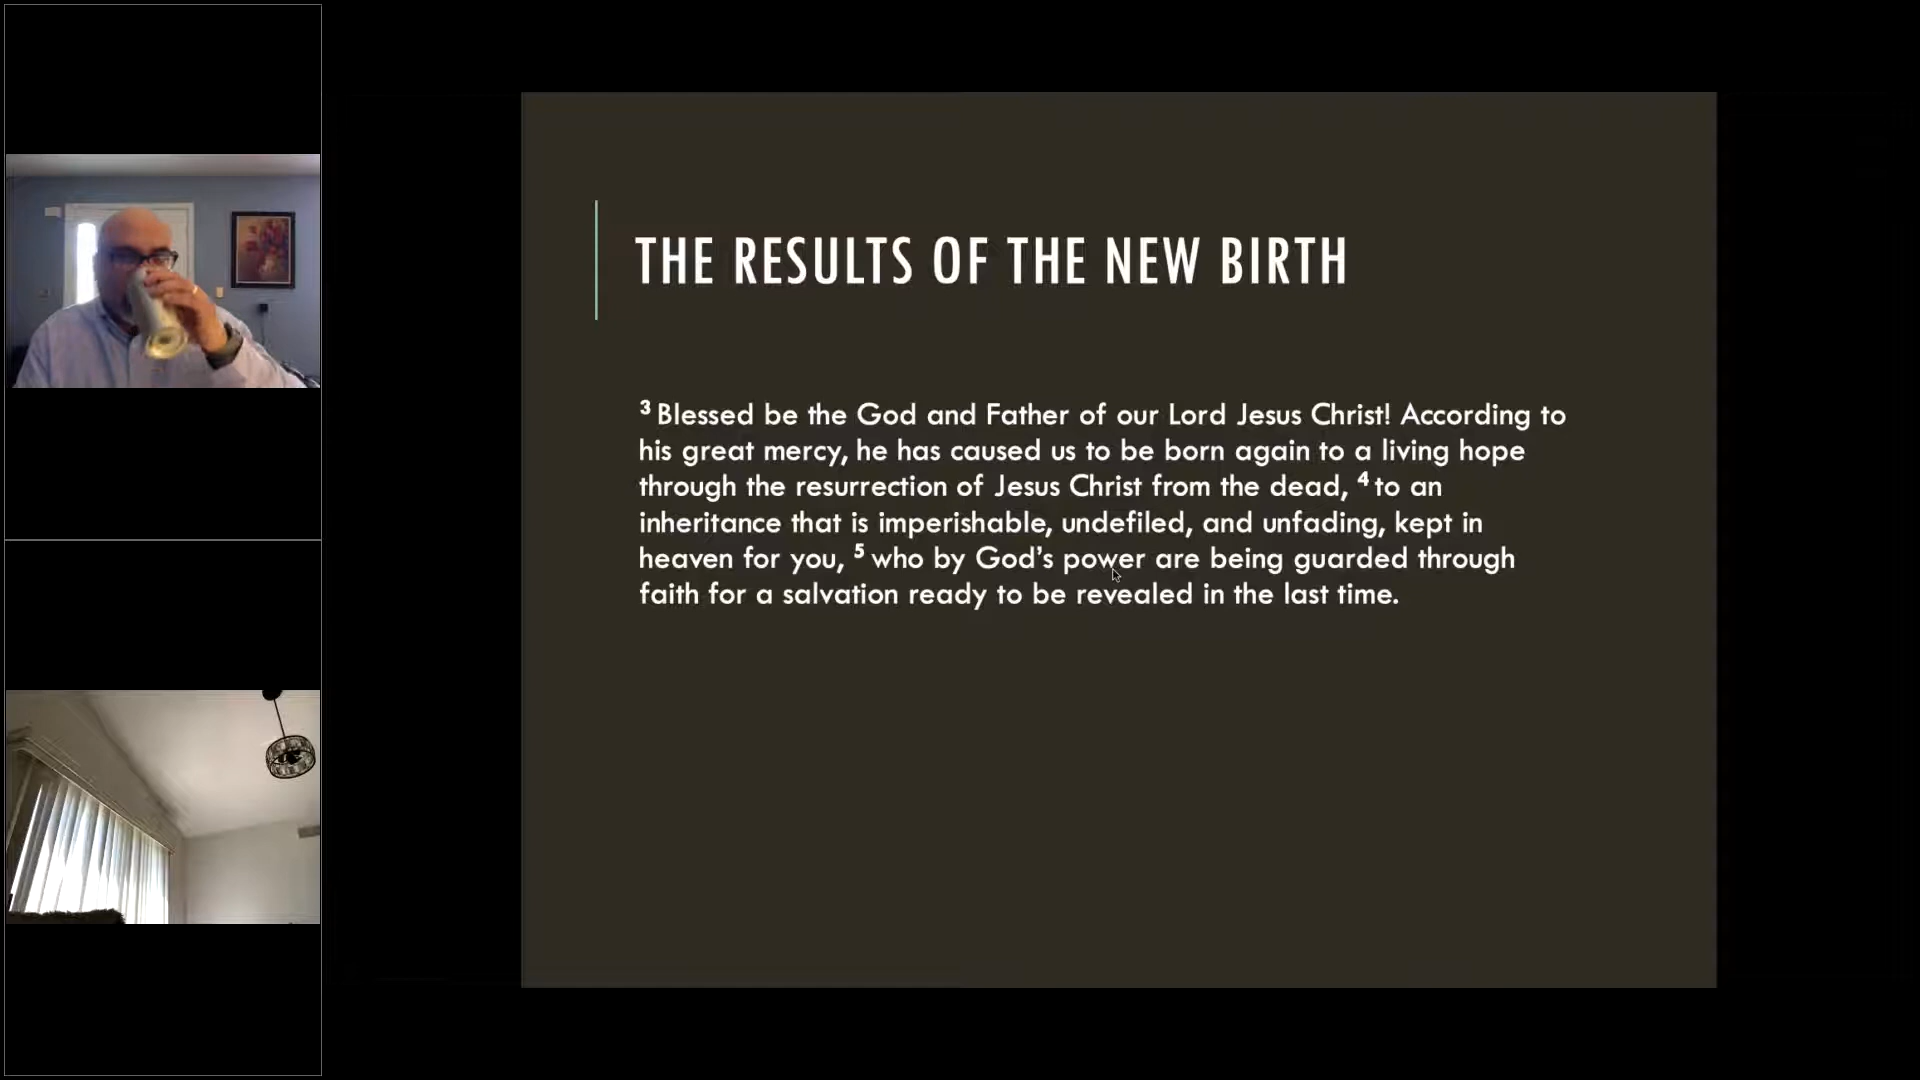 THE RESULTS OF THE NEW BIRTH
3 Blessed be the God and Father of our Lord Jesus Christ! According to
his great mercy, he has caused us to be born again to a living hope
through the resurrection of Jesus Christ from the dead, 4 to an
inheritance that is imperishable, undefiled, and unfading, kept in
heaven for you, 5 who by God’s power are being guarded through
faith for a salvation ready to be revealed in the last time.